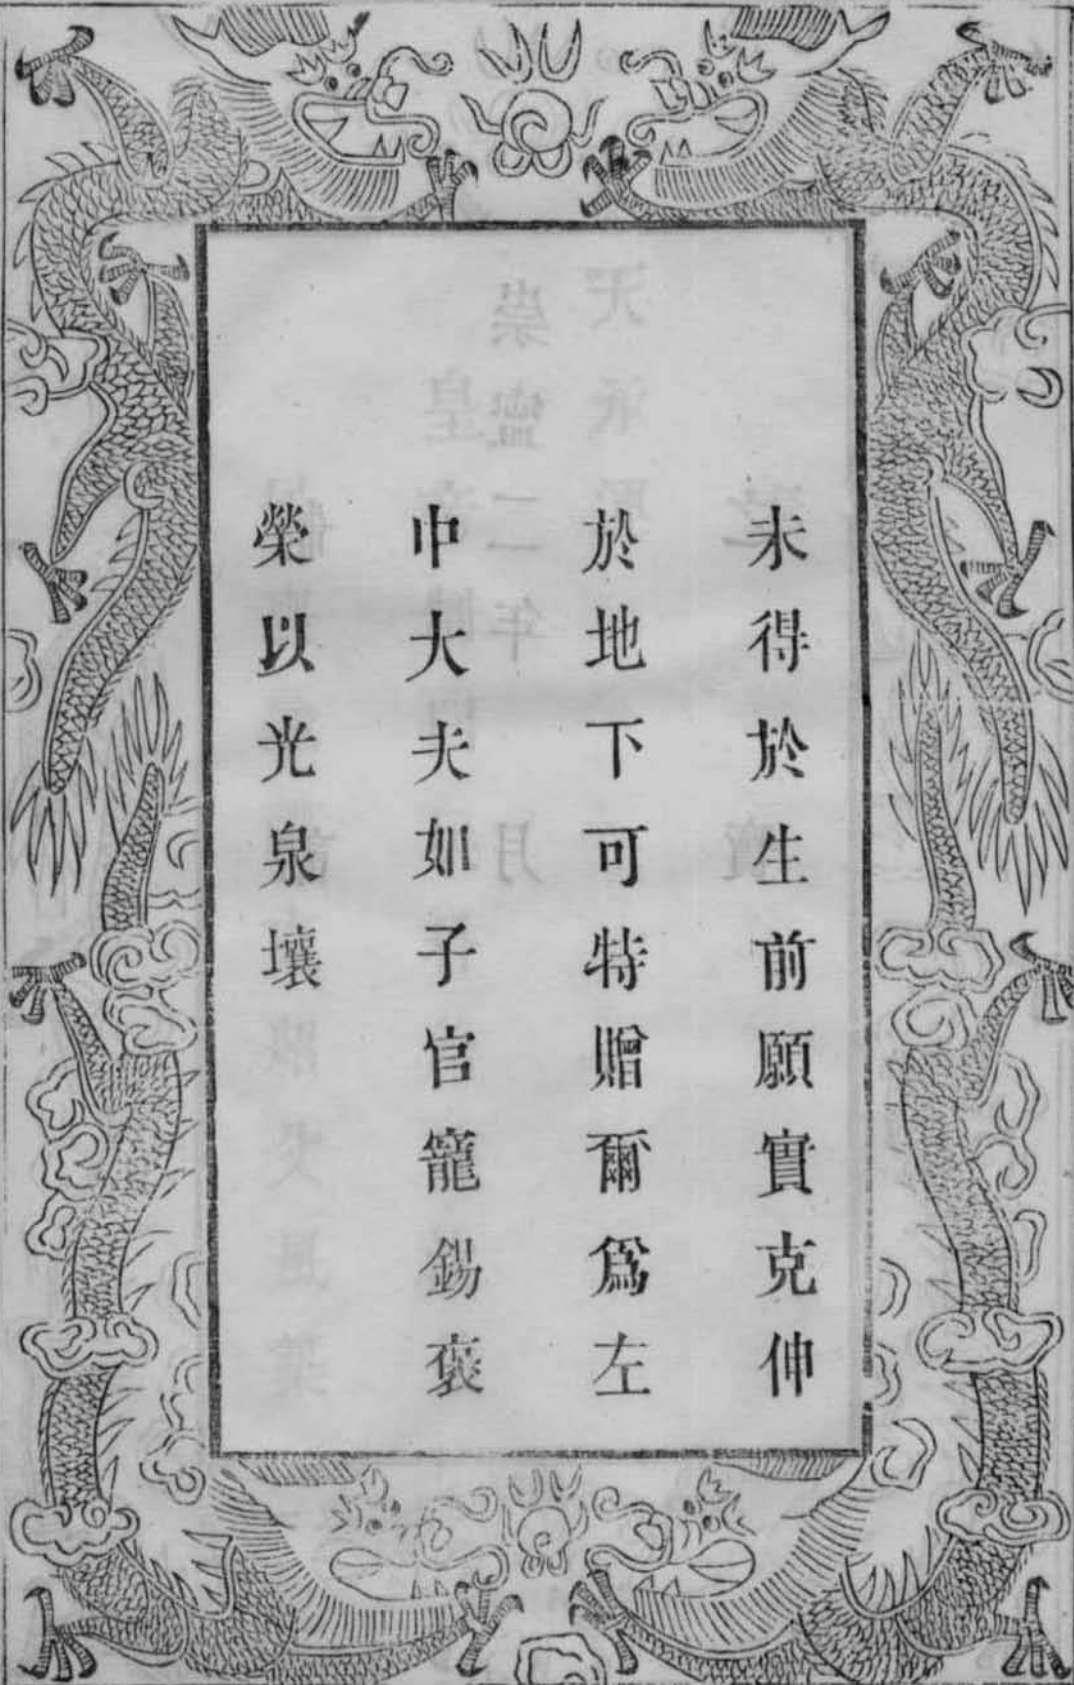 未得於生前願實克伸
於地下可特贈爾爲左
中大夫如子官寵錫褒
榮以光泉壤